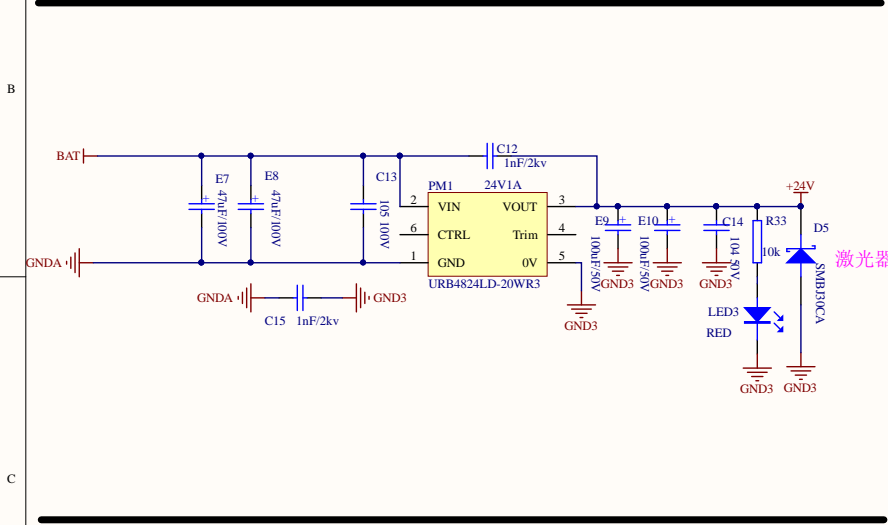 B
BAT
C12
1nF/2kv
E7
47uF/100V
E8
47uF/100V
C13
105 100V
PM1
24V1A
2
VIN
VOUT
3
6
CTRL
Trim
4
1
GND
0V
5
URB4824LD-20WR3
+24V
E9
100uF/50V
E10
100uF/50V
C14
104 50V
R33
10k
D5
SMBJ30CA
激光器
GNDA
GND3
GND3
GND3
GNDA
GND3
C15
1nF/2kv
GND3
LED3
RED
GND3
GND3
C